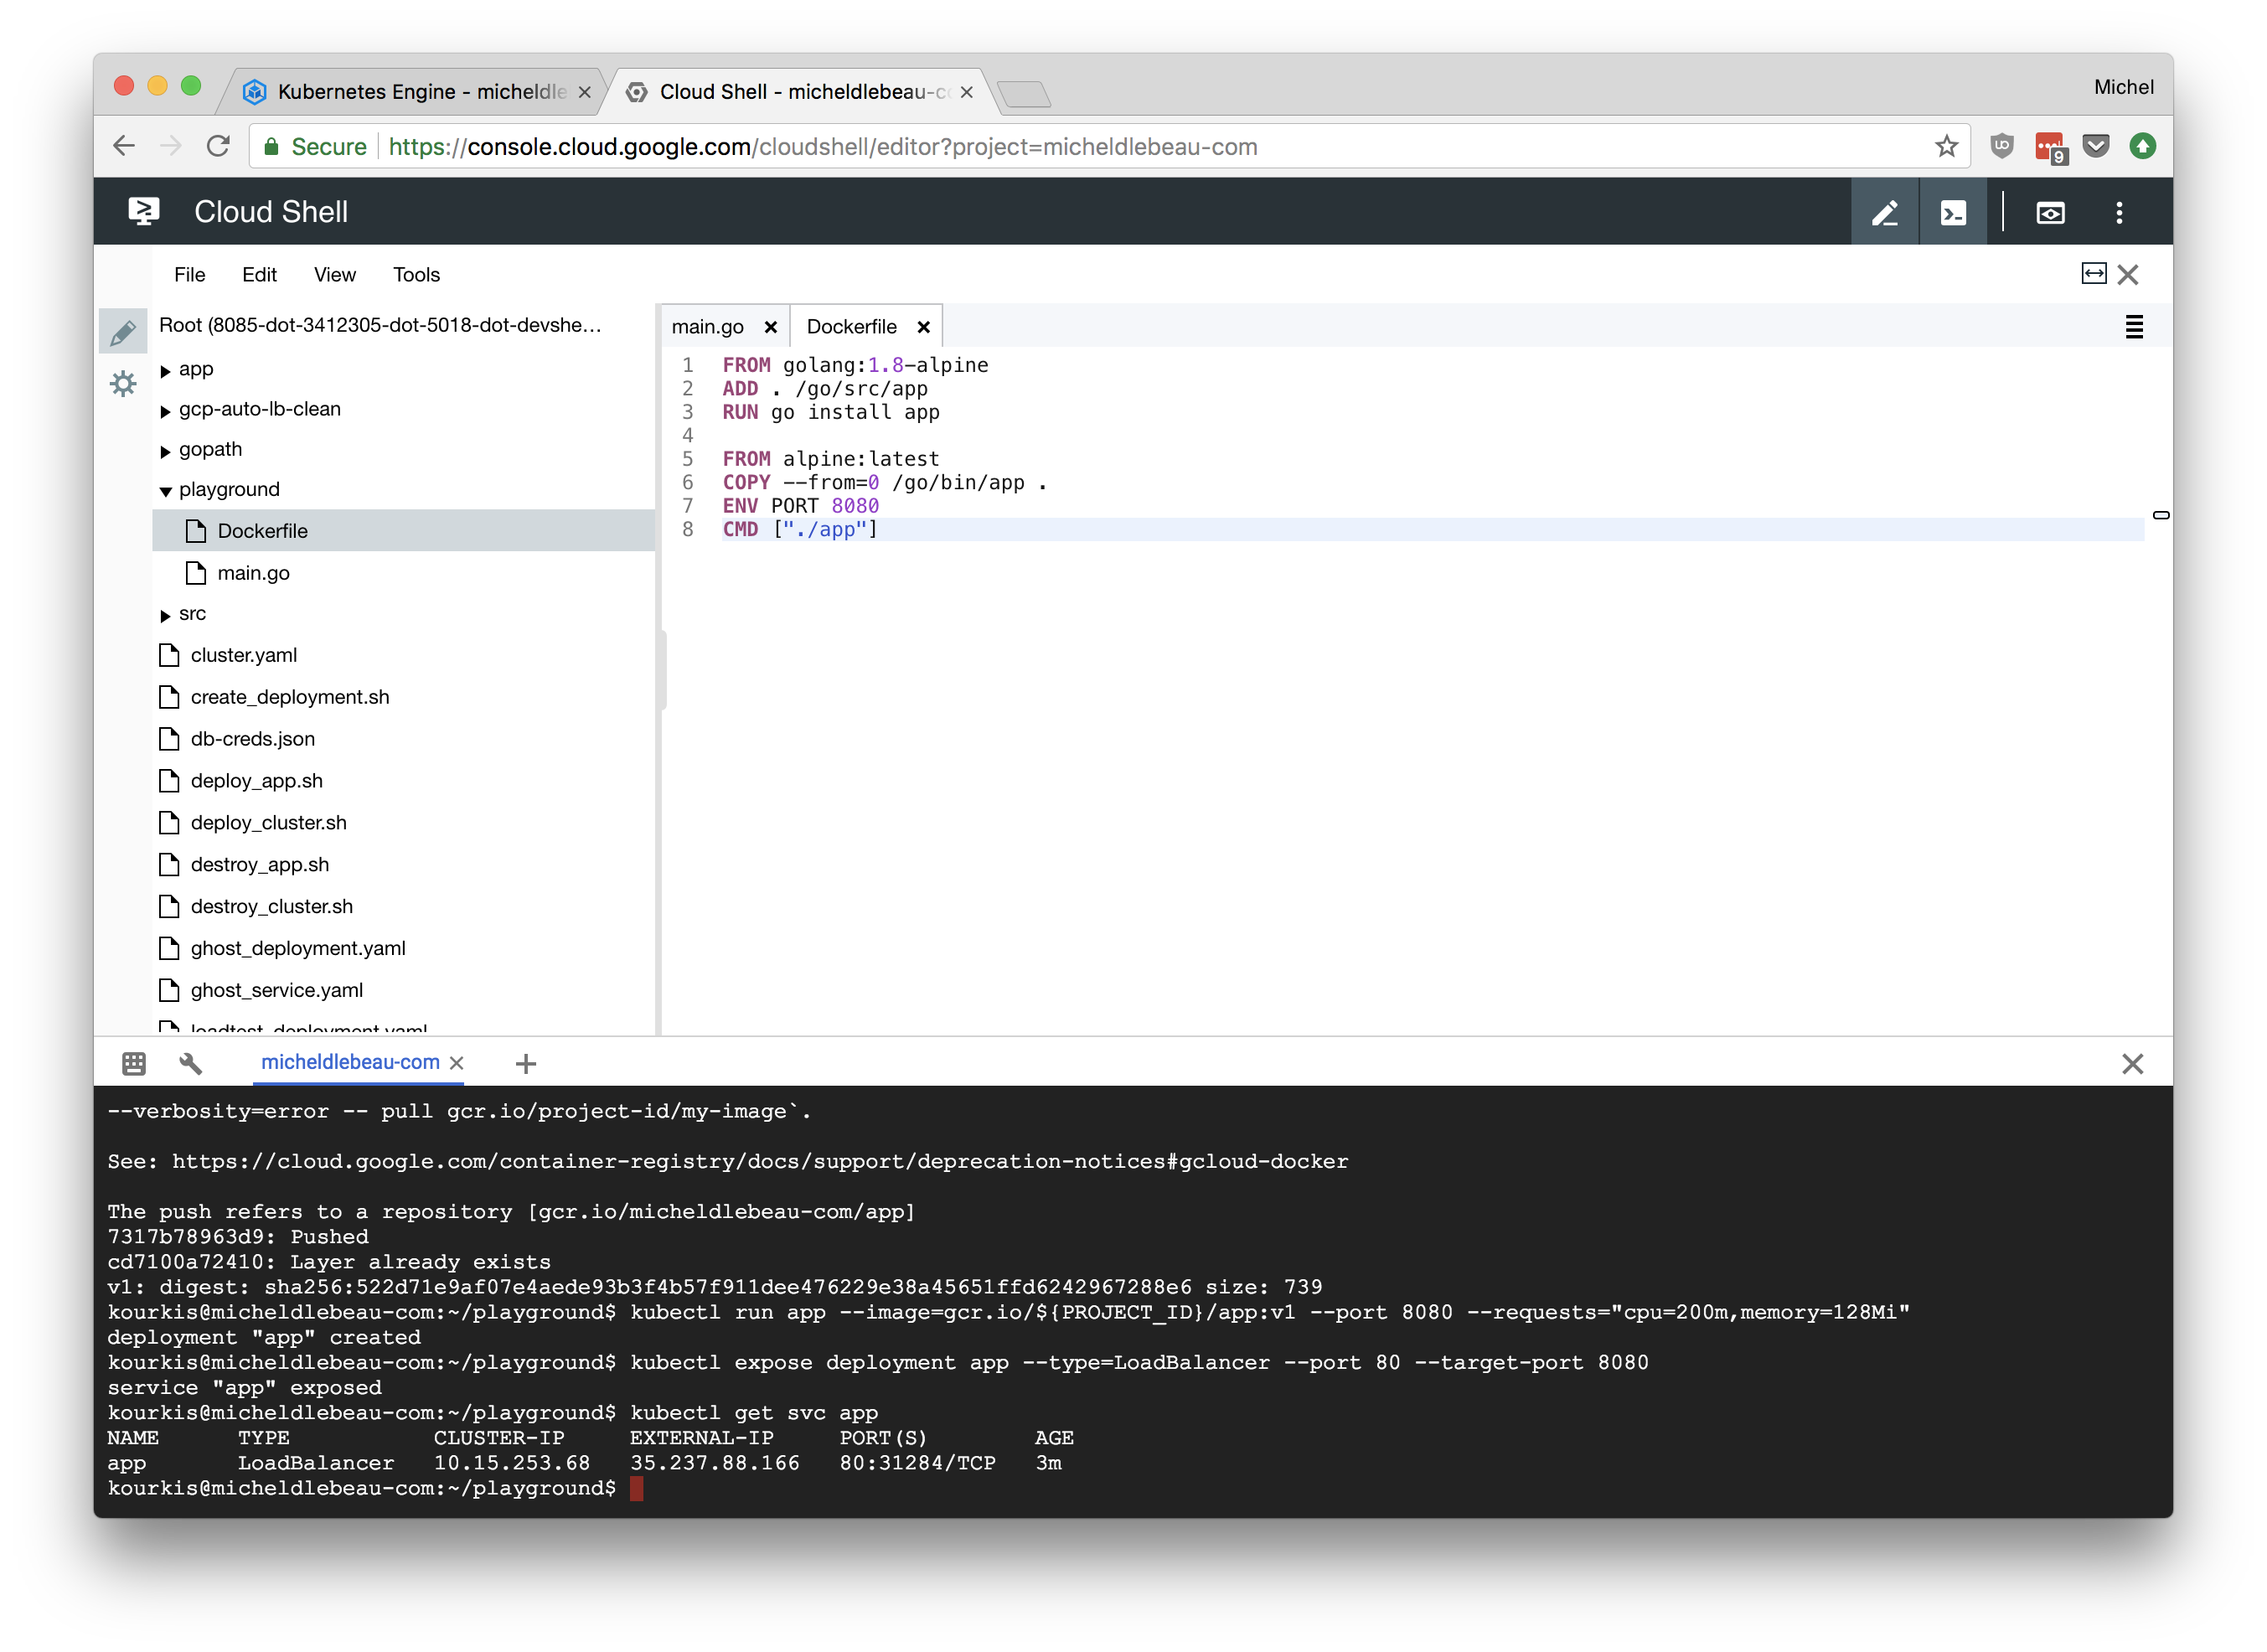 Kubernetes Engine - micheldle
Cloud Shell - micheldlebeau-c
Michel
Secure https://console.cloud.google.com/cloudshell/editor?project=micheldlebeau-com
9
Cloud Shell
File Edit View Tools
Root (8085-dot-3412305-dot-5018-dot-devshe...
app
gcp-auto-lb-clean
gopath
playground
Dockerfile
main.go
src
cluster.yaml
create_deployment.sh
db-creds.json
deploy_app.sh
deploy_cluster.sh
destroy_app.sh
destroy_cluster.sh
ghost_deployment.yaml
ghost_service.yaml
loadtest_deployment.yaml
main.go Dockerfile
1 FROM golang:1.8-alpine
2 ADD . /go/src/app
3 RUN go install app
4
5 FROM alpine:latest
6 COPY --from=0 /go/bin/app .
7 ENV PORT 8080
8 CMD ["./app"]
micheldlebeau-com
--verbosity=error -- pull gcr.io/project-id/my-image`.
See: https://cloud.google.com/container-registry/docs/support/deprecation-notices#gcloud-docker
The push refers to a repository [gcr.io/micheldlebeau-com/app]
7317b78963d9: Pushed
cd7100a72410: Layer already exists
v1: digest: sha256:522d71e9af07e4aede93b3f4b57f911dee476229e38a45651ffd6242967288e6 size: 739
kourkis@micheldlebeau-com:~/playground$ kubectl run app --image=gcr.io/${PROJECT_ID}/app:v1 --port 8080 --requests="cpu=200m,memory=128Mi"
deployment "app" created
kourkis@micheldlebeau-com:~/playground$ kubectl expose deployment app --type=LoadBalancer --port 80 --target-port 8080
service "app" exposed
kourkis@micheldlebeau-com:~/playground$ kubectl get svc app
NAME TYPE CLUSTER-IP EXTERNAL-IP PORT(S) AGE
app LoadBalancer 10.15.253.68 35.237.88.166 80:31284/TCP 3m
kourkis@micheldlebeau-com:~/playground$